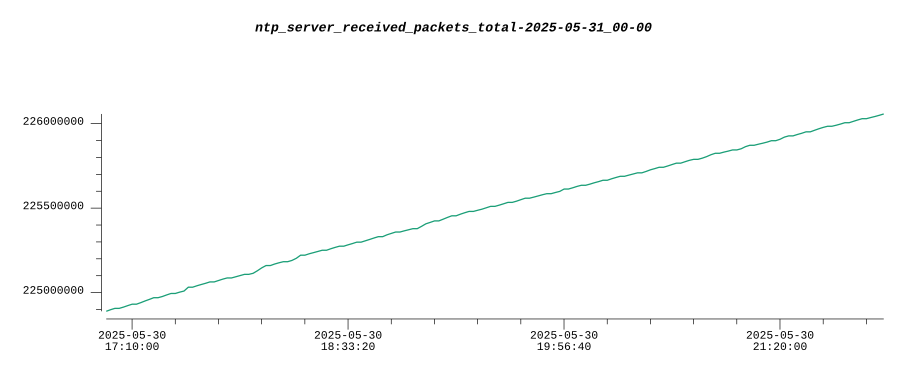 ntp_server_received_packets_total-2025-05-31_00-00
226000000
225500000
225000000
2025-05-30 2025-05-30 2025-05-30 2025-05-30
17:10:00 18:33:20 19:56:40 21:20:00